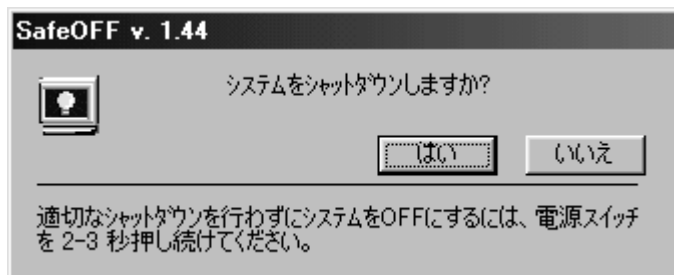 SafeOFF v. 1.44
システムをシャットダウンしますか?
はい いいえ
適切なシャットダウンを行わずにシステムをOFFにするには、電源スイッチ
を 2-3 秒押し続けてください。